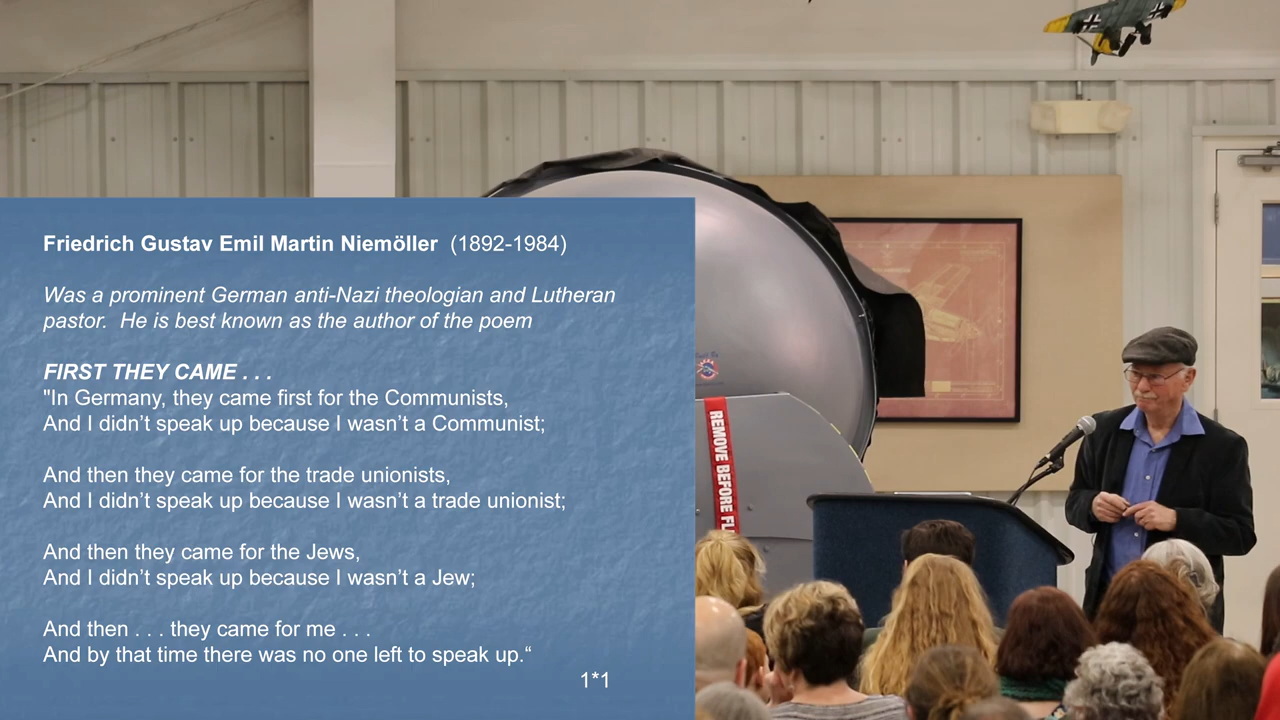 Friedrich Gustav Emil Martin Niemöller (1892-1984)
Was a prominent German anti-Nazi theologian and Lutheran
pastor. He is best known as the author of the poem
FIRST THEY CAME . . .
"In Germany, they came first for the Communists,
And I didn’t speak up because I wasn’t a Communist;
And then they came for the trade unionists,
And I didn’t speak up because I wasn’t a trade unionist;
And then they came for the Jews,
And I didn’t speak up because I wasn’t a Jew;
And then . . . they came for me . . .
And by that time there was no one left to speak up.“
1*1
REMOVE BEFORE FL